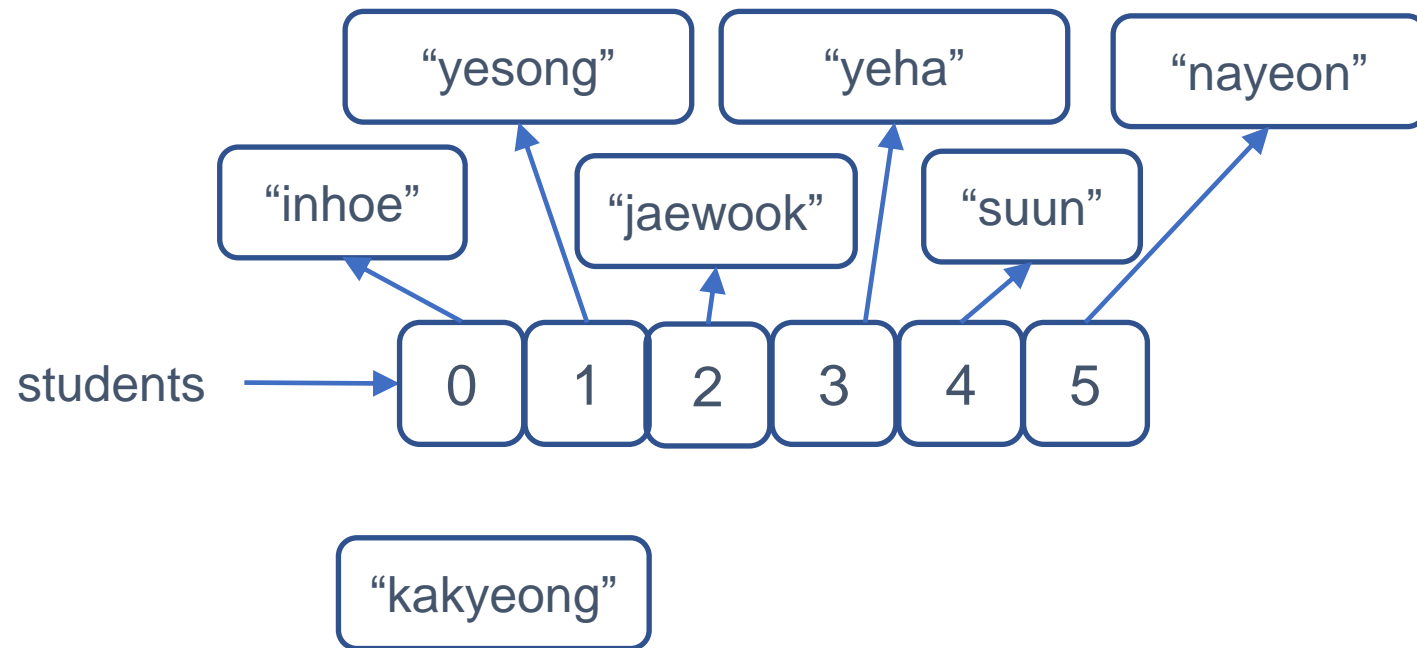 “yesong”
“yeha”
“nayeon”
“inhoe”
“jaewook”
“suun”
students
0
1
2
3
4
5
“kakyeong”